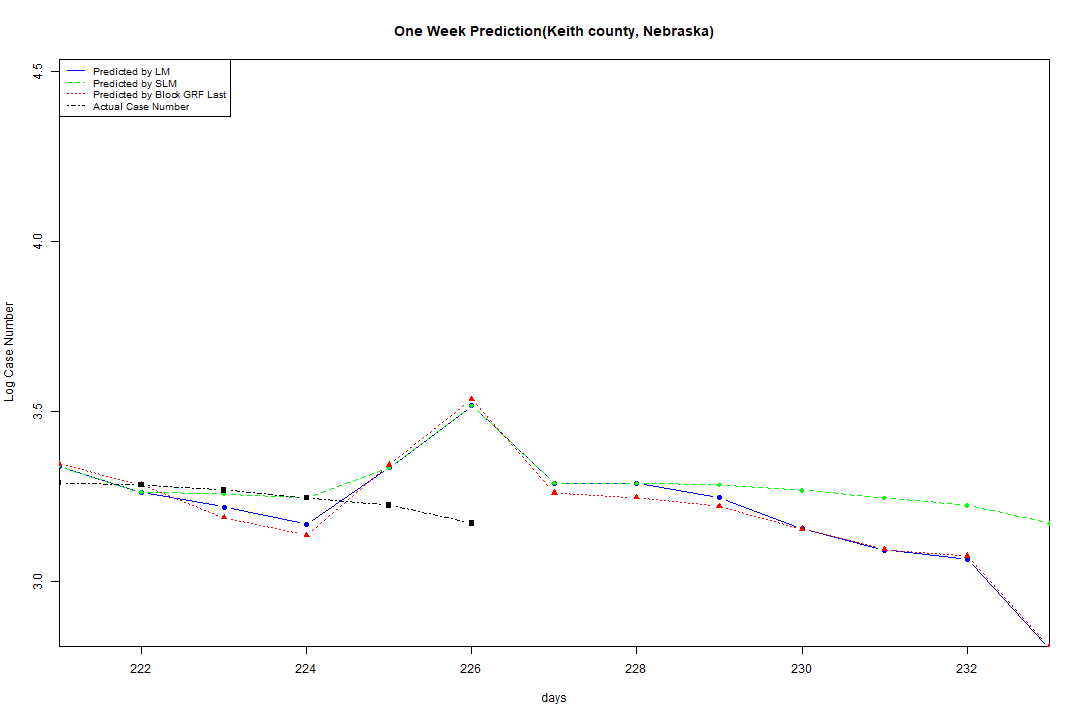 One Week Prediction(Keith county, Nebraska)
Predicted by LM
Predicted by SLM
Predicted by Block GRF Last
Actual Case Number
4.5
4.0
3.5
3.0
Log Case Number
222 224 226 228 230 232
days